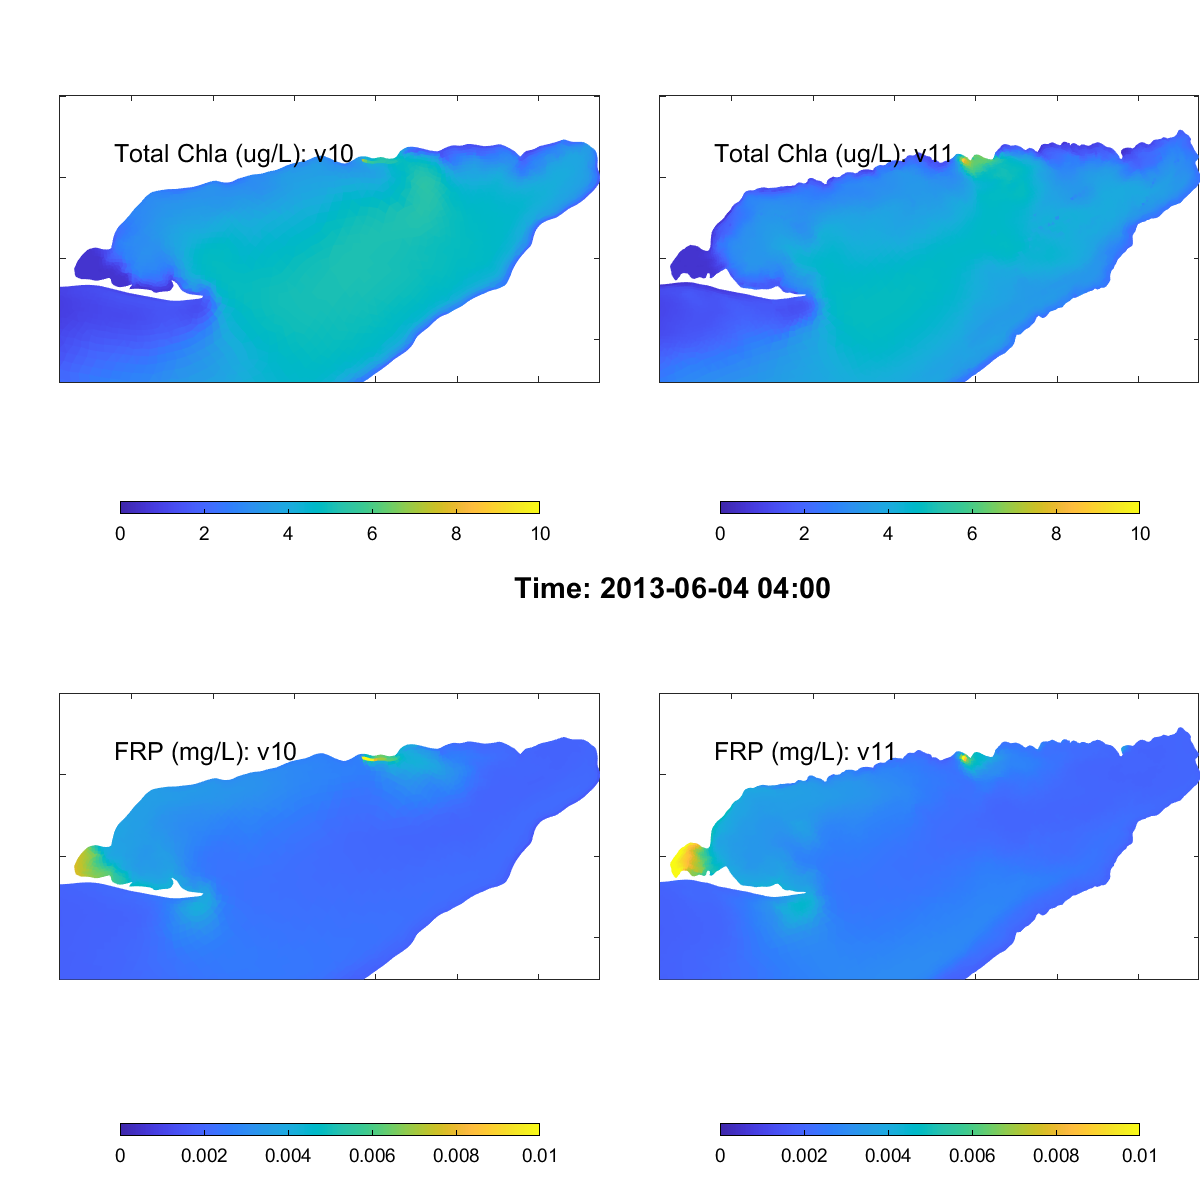 Total Chla (ug/L): v10
Total Chla (ug/L): v11
0 2 4 6 8 10
0 2 4 6 8 10
Time: 2013-06-04 04:00
FRP (mg/L): v10
FRP (mg/L): v11
0 0.002 0.004 0.006 0.008 0.01
0 0.002 0.004 0.006 0.008 0.01